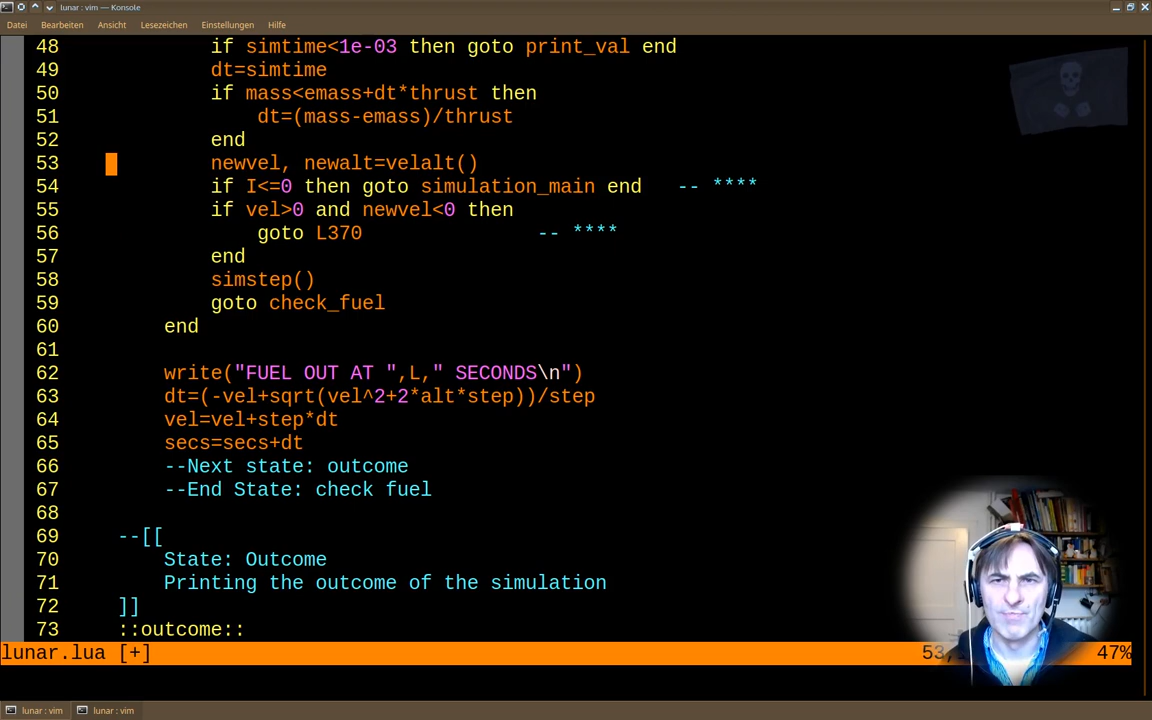 lunar : vim — Konsole
Datei Bearbeiten Ansicht Lesezeichen Einstellungen Hilfe
48 if simtime<1e-03 then goto print_val end
49 dt=simtime
50 if mass<emass+dt*thrust then
51 dt=(mass-emass)/thrust
52 end
53 newvel, newalt=velalt()
54 if I<=0 then goto simulation_main end -- ****
55 if vel>0 and newvel<0 then
56 goto L370 -- ****
57 end
58 simstep()
59 goto check_fuel
60 end
61
62 write("FUEL OUT AT ",L," SECONDS\n")
63 dt=(-vel+sqrt(vel^2+2*alt*step))/step
64 vel=vel+step*dt
65 secs=secs+dt
66 --Next state: outcome
67 --End State: check fuel
68
69 --[[
70 State: Outcome
71 Printing the outcome of the simulation
72 ]]
73 ::outcome::
lunar.lua [+] 53, 47%
lunar : vim lunar : vim